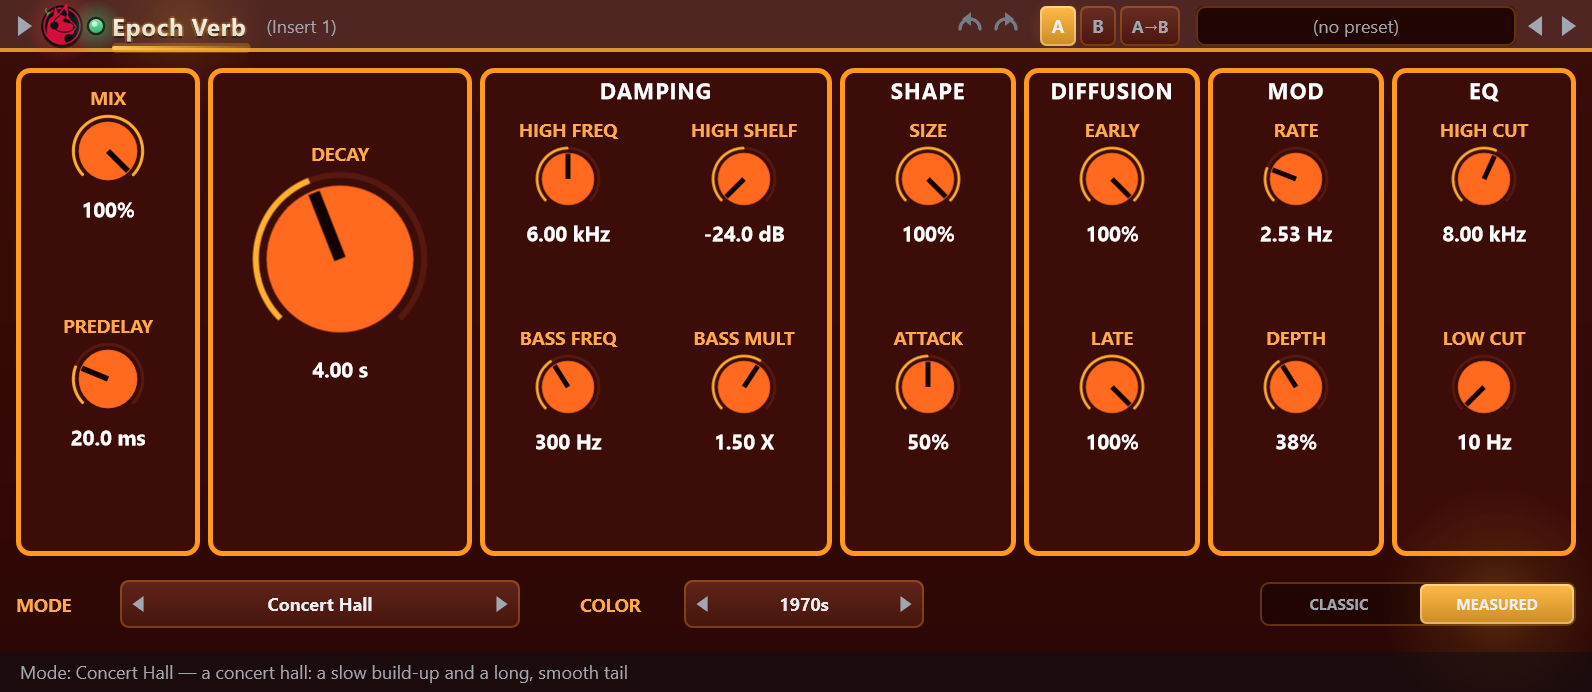 Epoch Verb (Insert 1) A B A→B (no preset)
MIX
100%
PREDELAY
20.0 ms
DECAY
4.00 s
DAMPING
HIGH FREQ HIGH SHELF
6.00 kHz -24.0 dB
BASS FREQ BASS MULT
300 Hz 1.50 X
SHAPE
SIZE
100%
ATTACK
50%
DIFFUSION
EARLY
100%
LATE
100%
MOD
RATE
2.53 Hz
DEPTH
38%
EQ
HIGH CUT
8.00 kHz
LOW CUT
10 Hz
MODE Concert Hall COLOR 1970s CLASSIC MEASURED
Mode: Concert Hall — a concert hall: a slow build-up and a long, smooth tail